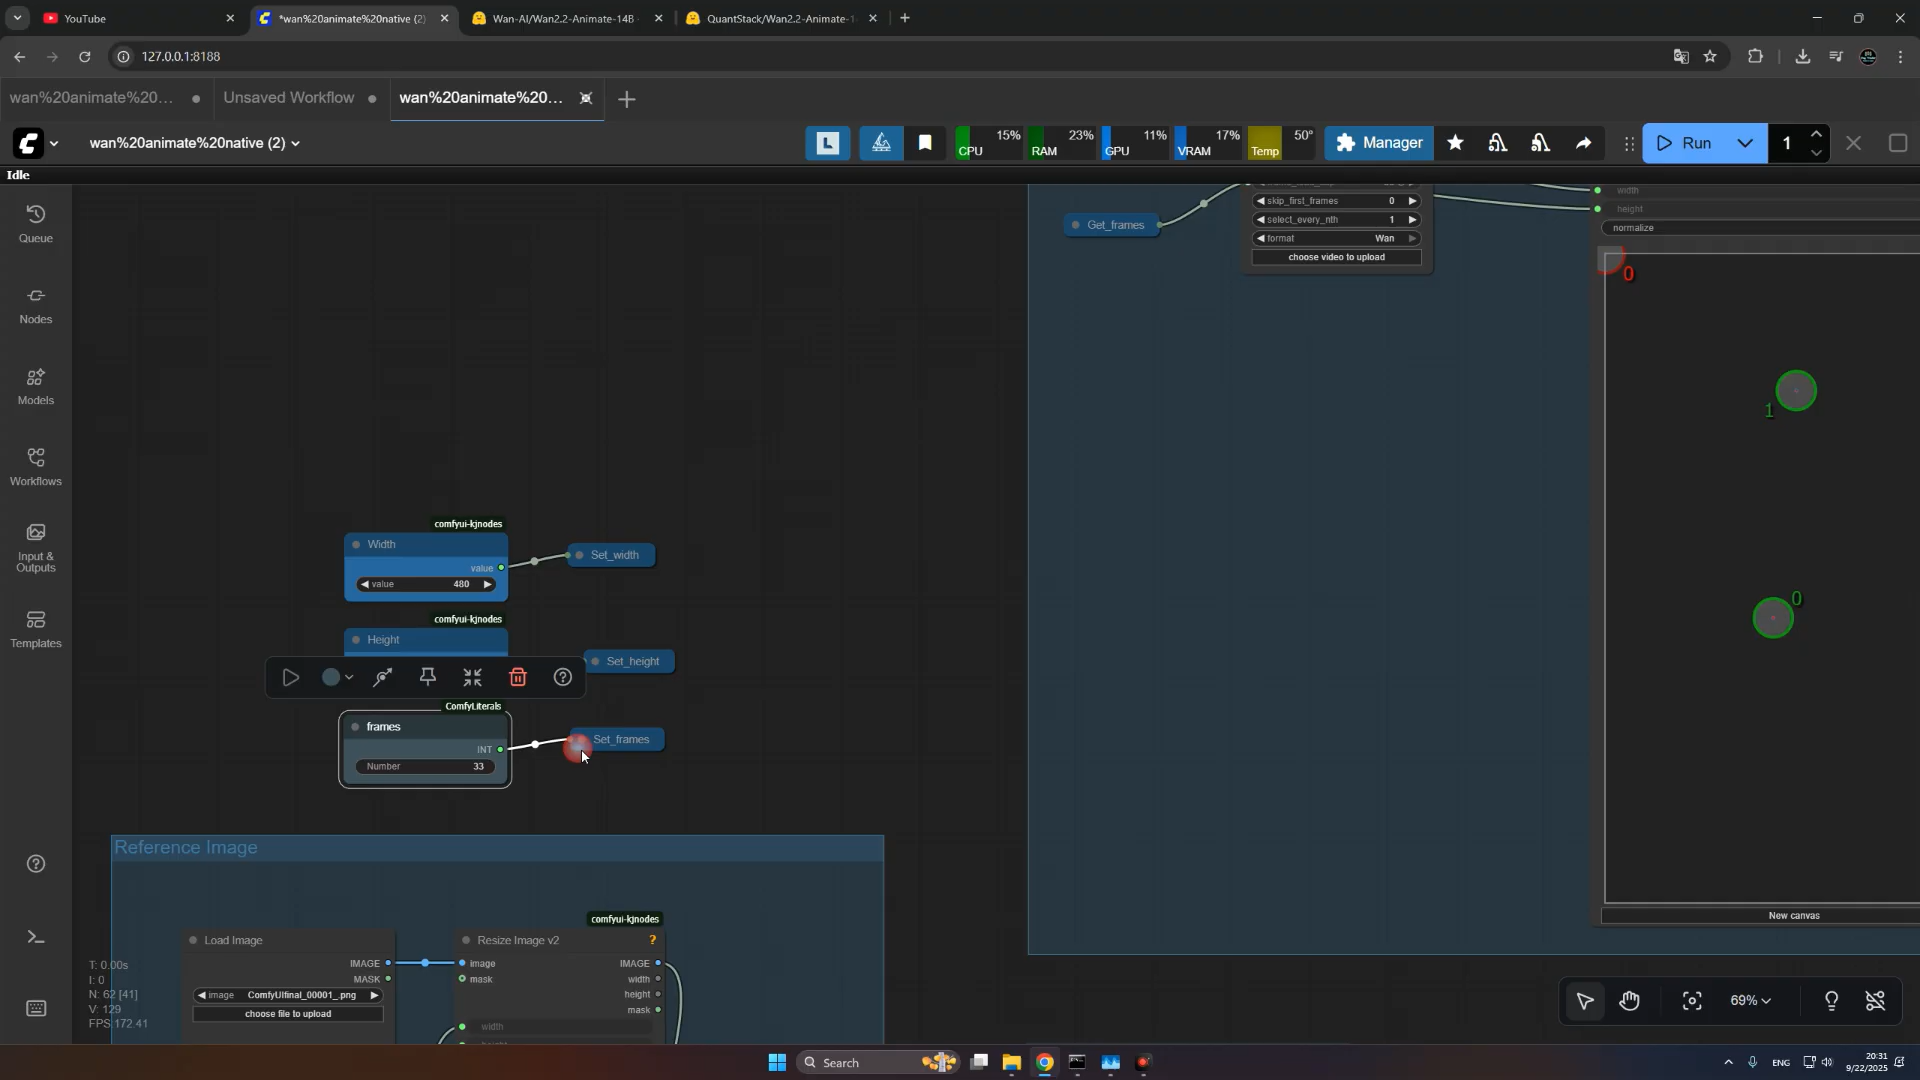 YouTube
*wan%20animate%20native (2)
Wan-AI/Wan2.2-Animate-14B
QuantStack/Wan2.2-Animate-1
127.0.0.1:8188
wan%20animate%20...
Unsaved Workflow
wan%20animate%20...
wan%20animate%20native (2)
L
CPU 15%
RAM 23%
GPU 11%
VRAM 17%
Temp 50°
Manager
Run
1
Idle
Queue
Nodes
Models
Workflows
Input &
Outputs
Templates
Get_frames
skip_first_frames 0
select_every_nth 1
format Wan
choose video to upload
width
height
normalize
0
1
0
New canvas
comfyui-kjnodes
Width
value
value 480
Set_width
comfyui-kjnodes
Height
Set_height
ComfyLiterals
frames
INT
Number 33
Set_frames
Reference Image
comfyui-kjnodes
Load Image
IMAGE
MASK
image ComfyUIfinal_00001_.png
choose file to upload
Resize Image v2
?
image IMAGE
mask width
height
mask
width
T: 0.00s
I: 0
N: 62 [41]
V: 129
FPS:172.41
69%
Search
ENG
20:31
9/22/2025